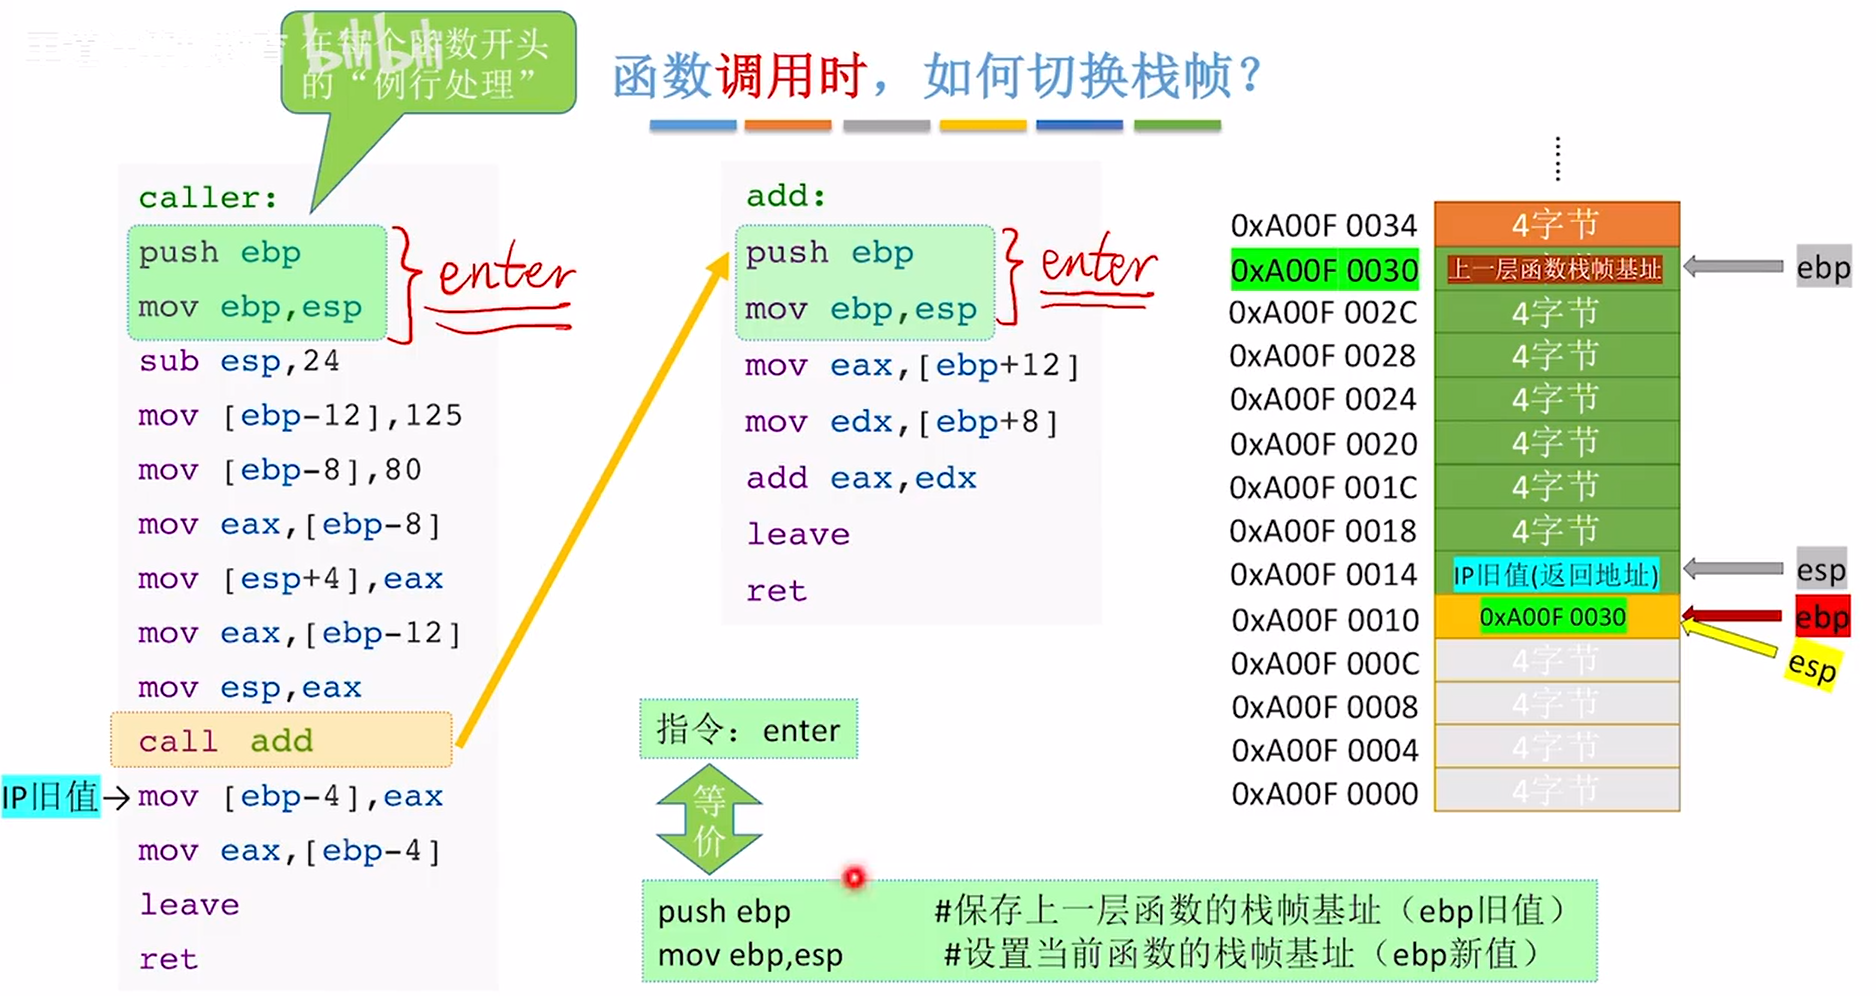 在每个函数开头
的“例行处理”
bilibili
函数调用时，如何切换栈帧？
caller:
push ebp
mov ebp,esp
enter
sub esp,24
mov [ebp-12],125
mov [ebp-8],80
mov eax,[ebp-8]
mov [esp+4],eax
mov eax,[ebp-12]
mov esp,eax
call add
IP旧值→mov [ebp-4],eax
mov eax,[ebp-4]
leave
ret
add:
push ebp
mov ebp,esp
enter
mov eax,[ebp+12]
mov edx,[ebp+8]
add eax,edx
leave
ret
指令：enter
等
价
push ebp #保存上一层函数的栈帧基址（ebp旧值）
mov ebp,esp #设置当前函数的栈帧基址（ebp新值）
0xA00F 0034 4字节
0xA00F 0030 上一层函数栈帧基址 ebp
0xA00F 002C 4字节
0xA00F 0028 4字节
0xA00F 0024 4字节
0xA00F 0020 4字节
0xA00F 001C 4字节
0xA00F 0018 4字节
0xA00F 0014 IP旧值(返回地址) esp
0xA00F 0010 0xA00F 0030 ebp
esp
0xA00F 000C 4字节
0xA00F 0008 4字节
0xA00F 0004 4字节
0xA00F 0000 4字节